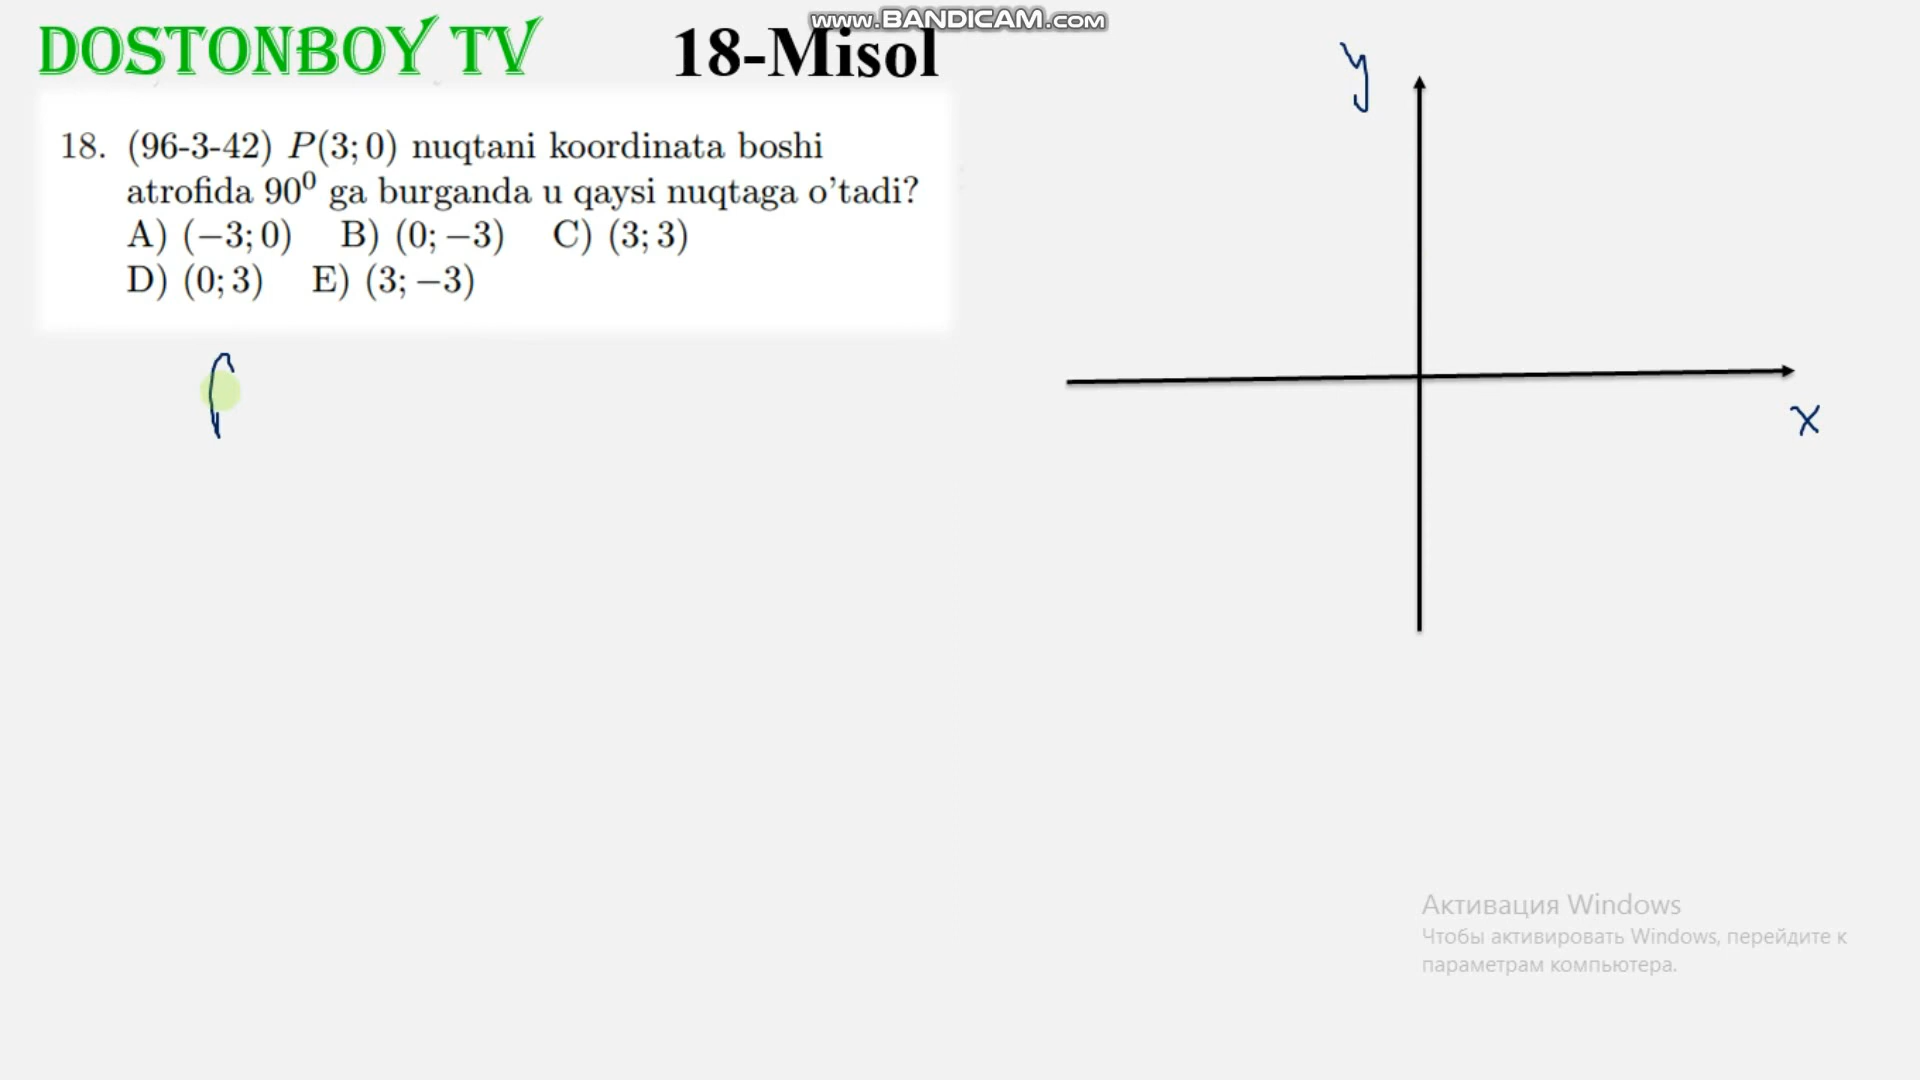 www.BANDICAM.com
DOSTONBOY TV
18-Misol
18. (96-3-42) P(3; 0) nuqtani koordinata boshi
atrofida 90⁰ ga burganda u qaysi nuqtaga o'tadi?
A) (−3; 0) B) (0; −3) C) (3; 3)
D) (0; 3) E) (3; −3)
y
x
Активация Windows
Чтобы активировать Windows, перейдите к
параметрам компьютера.